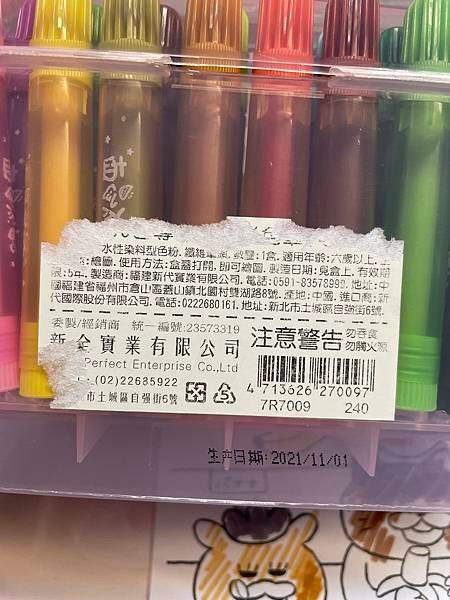 水性染料型色粉. 纖維筆頭. 數量:1盒. 適用年齡:六歲以上.
繪圖. 使用方法:盒蓋打開, 即可繪圖. 製造日期:見盒上. 有效期
限:5年. 製造商:福建新代實業有限公司. 電話:0591-83578990. 地址:中
國福建省福州市倉山區蓋山鎮北園村雙湖路8號. 產地:中國. 進口商:新
代國際股份有限公司. 電話:0222680161. 地址:新北市土城區自強街6號
委製/經銷商 統一編號:23573319
新全實業有限公司
Perfect Enterprise Co.,Ltd
:(02)22685922
市土城區自强街6號
注意警告 勿吞食
勿觸火源
4 713626 270097
7R7009 240
生产日期:2021/11/01